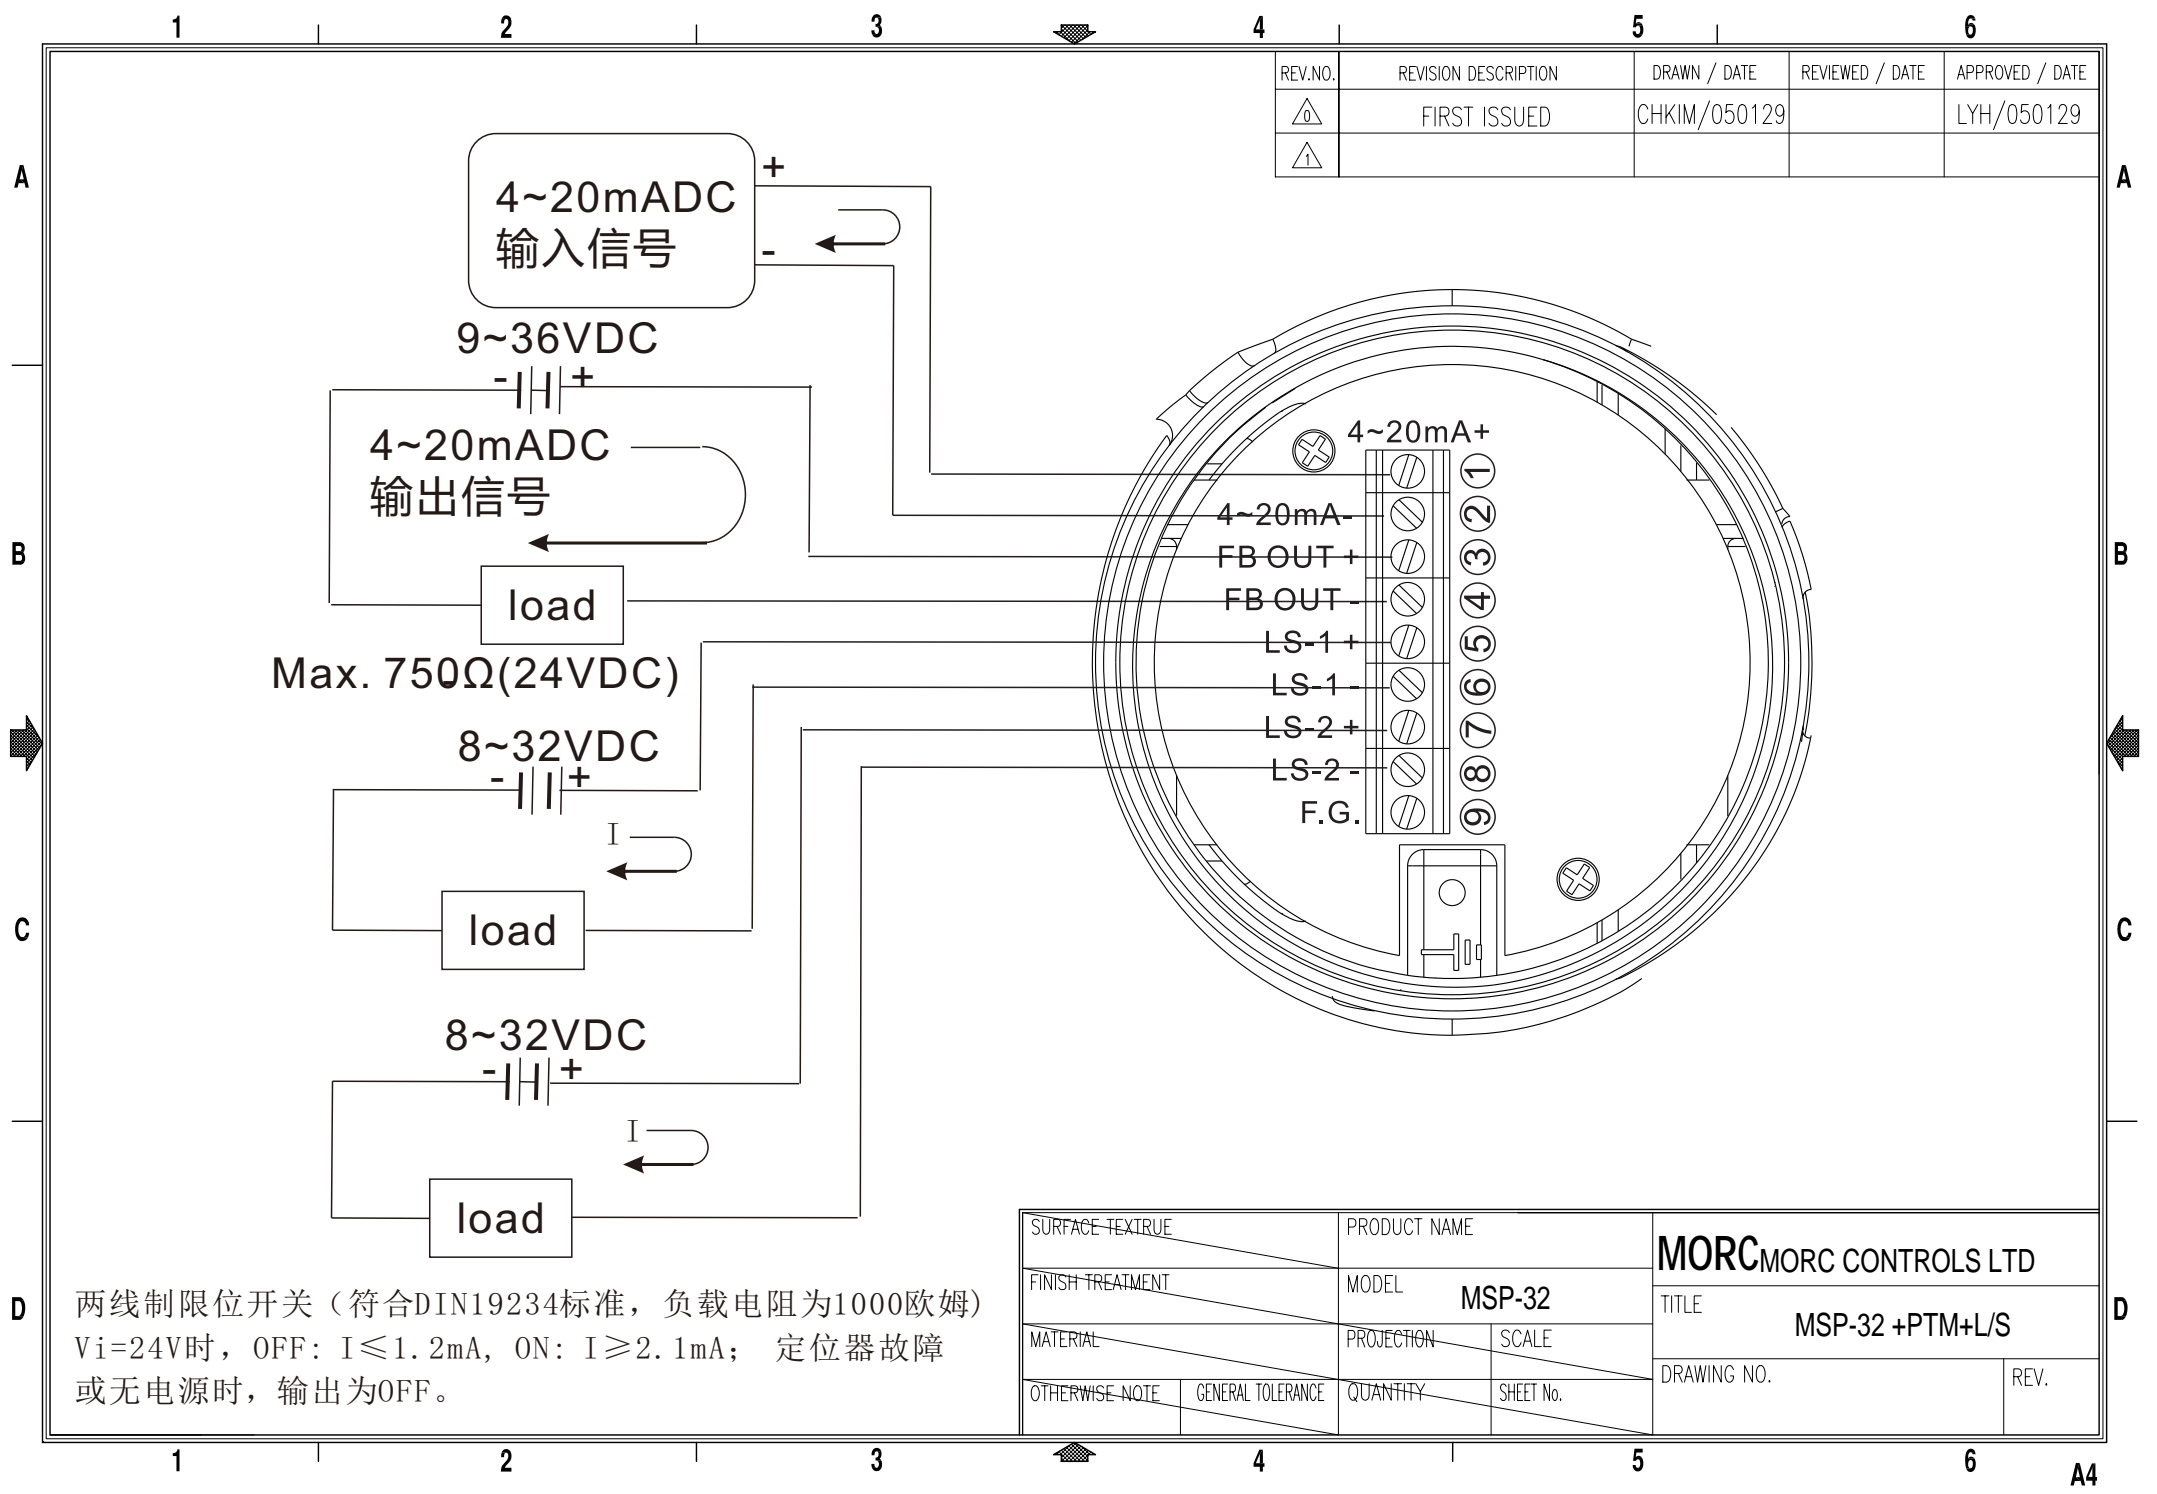 1 2 3 4 5 6
REV.NO. REVISION DESCRIPTION DRAWN / DATE REVIEWED / DATE APPROVED / DATE
0 FIRST ISSUED CHKIM/050129 LYH/050129
1
A A
+
4~20mADC
输入信号
-
9~36VDC
- +
4~20mADC
输出信号
load
Max. 750Ω(24VDC)
B B
4~20mA+ 1
4~20mA- 2
FB OUT + 3
FB OUT - 4
LS-1 + 5
LS-1 - 6
LS-2 + 7
LS-2 - 8
F.G. 9
8~32VDC
- +
I
load
C C
8~32VDC
- +
I
load
两线制限位开关（符合DIN19234标准，负载电阻为1000欧姆)
Vi=24V时，OFF: I≤1.2mA, ON: I≥2.1mA； 定位器故障
或无电源时，输出为OFF。
D D
SURFACE TEXTRUE PRODUCT NAME
MORC MORC CONTROLS LTD
FINISH TREATMENT MODEL MSP-32
TITLE MSP-32 +PTM+L/S
MATERIAL PROJECTION SCALE
DRAWING NO. REV.
OTHERWISE NOTE GENERAL TOLERANCE QUANTITY SHEET No.
1 2 3 4 5 6
A4